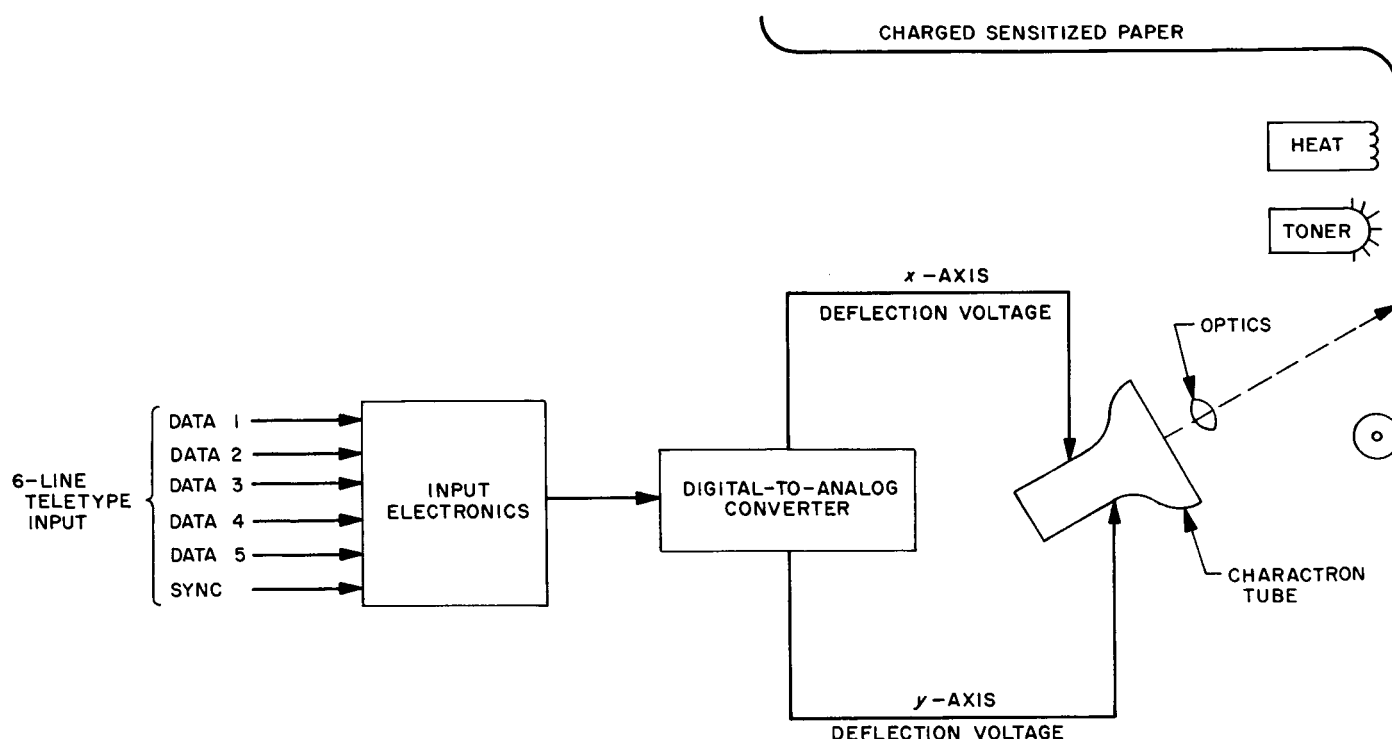 CHARGED SENSITIZED PAPER
HEAT
TONER
x-AXIS
DEFLECTION VOLTAGE
OPTICS
6-LINE
TELETYPE
INPUT
DATA 1
DATA 2
DATA 3
DATA 4
DATA 5
SYNC
INPUT
ELECTRONICS
DIGITAL-TO-ANALOG
CONVERTER
CHARACTRON
TUBE
y-AXIS
DEFLECTION VOLTAGE